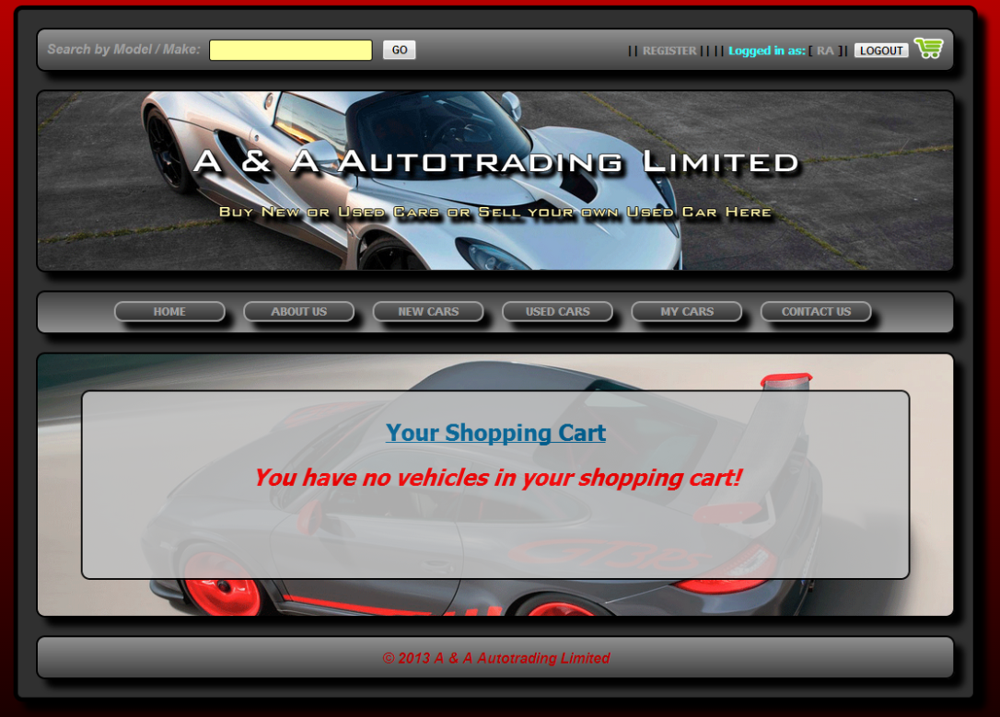 Search by Model / Make: GO || REGISTER || || Logged in as: [ RA ]| LOGOUT
A & A Autotrading Limited
Buy New or Used Cars or Sell your own Used Car Here
HOME ABOUT US NEW CARS USED CARS MY CARS CONTACT US
Your Shopping Cart
You have no vehicles in your shopping cart!
GT3RS
© 2013 A & A Autotrading Limited